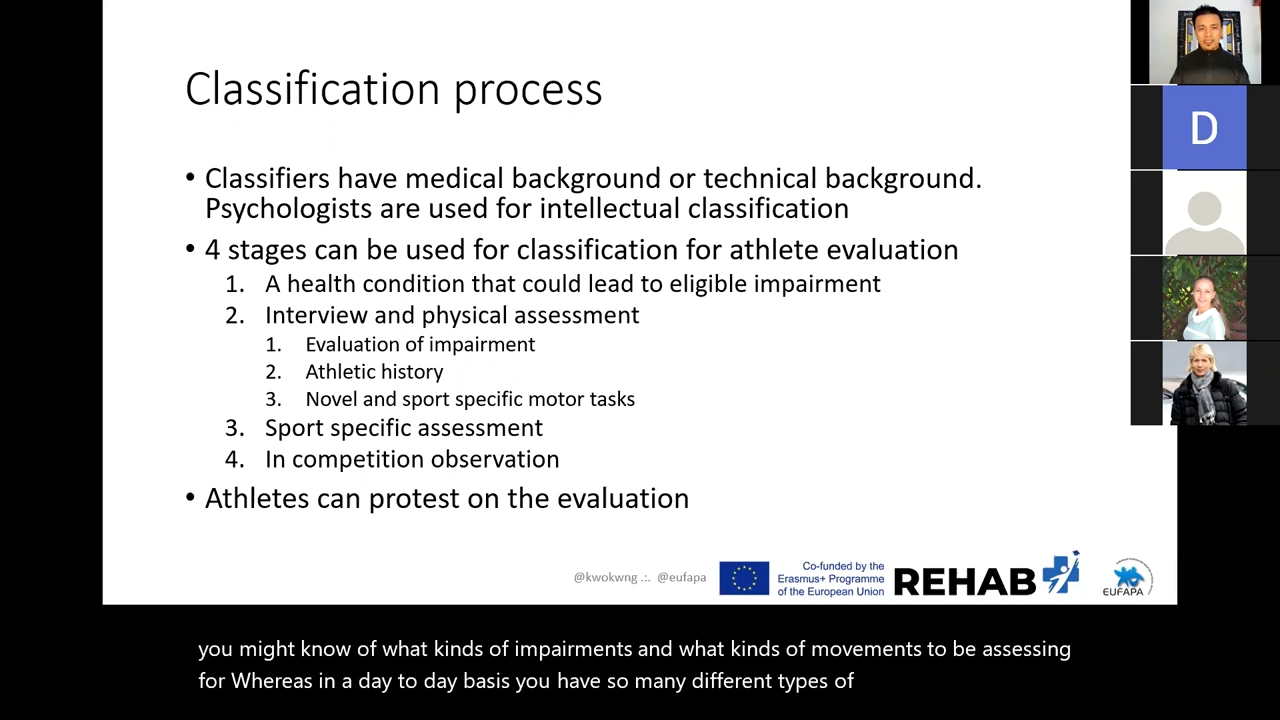 Classification process
• Classifiers have medical background or technical background.
Psychologists are used for intellectual classification
• 4 stages can be used for classification for athlete evaluation
1. A health condition that could lead to eligible impairment
2. Interview and physical assessment
1. Evaluation of impairment
2. Athletic history
3. Novel and sport specific motor tasks
3. Sport specific assessment
4. In competition observation
• Athletes can protest on the evaluation
@kwokwng .:. @eufapa
Co-funded by the
Erasmus+ Programme
of the European Union
REHAB
EUFAPA
D
you might know of what kinds of impairments and what kinds of movements to be assessing
for Whereas in a day to day basis you have so many different types of